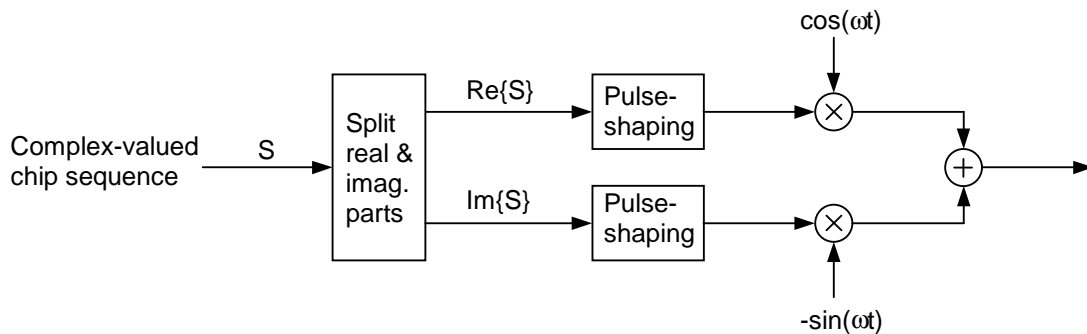 cos(ωt)
Re{S}
Pulse-
shaping
Complex-valued
chip sequence
S
Split
real &
imag.
parts
Im{S}
Pulse-
shaping
-sin(ωt)